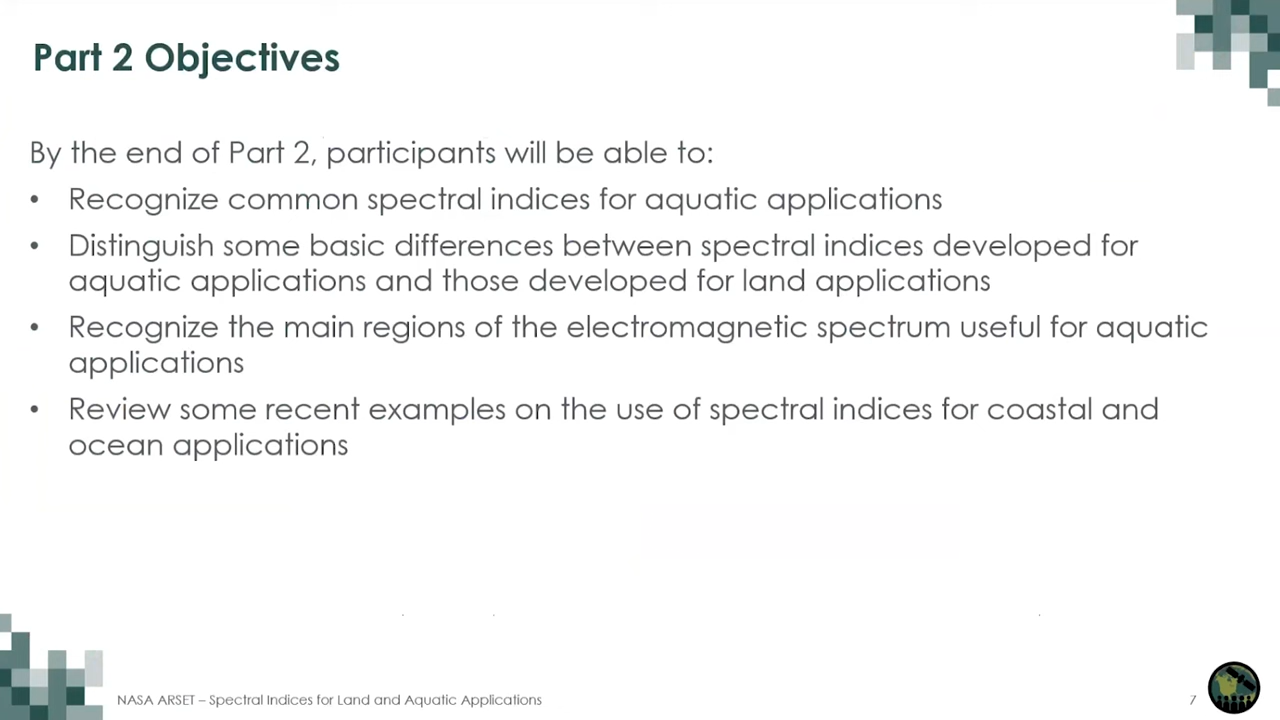 Part 2 Objectives
By the end of Part 2, participants will be able to:
• Recognize common spectral indices for aquatic applications
• Distinguish some basic differences between spectral indices developed for
aquatic applications and those developed for land applications
• Recognize the main regions of the electromagnetic spectrum useful for aquatic
applications
• Review some recent examples on the use of spectral indices for coastal and
ocean applications
NASA ARSET – Spectral Indices for Land and Aquatic Applications
7